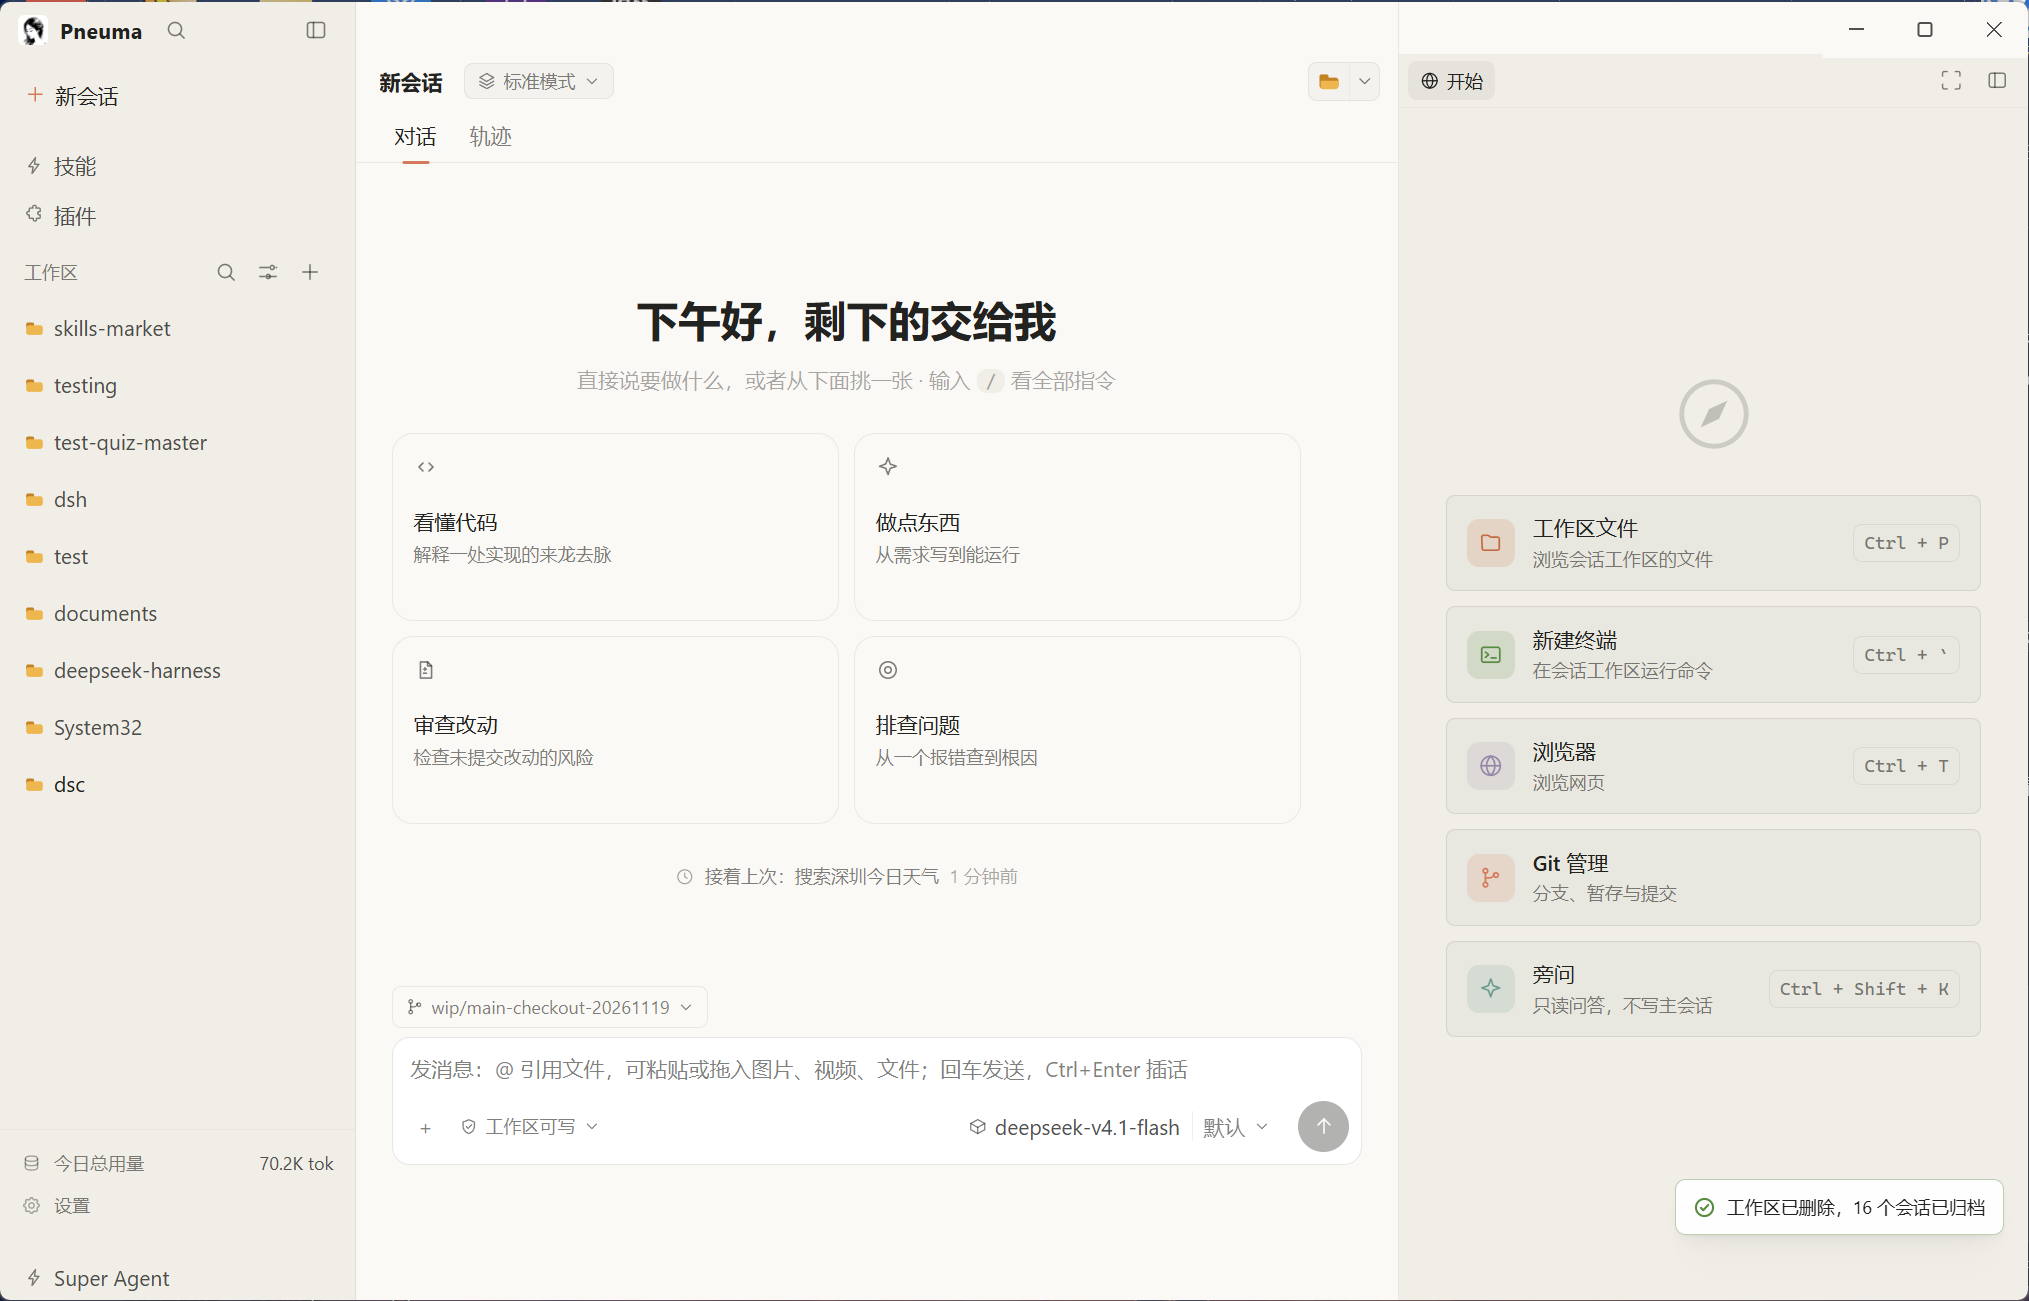 Pneuma
新会话
技能
插件
工作区
skills-market
testing
test-quiz-master
dsh
test
documents
deepseek-harness
System32
dsc
今日总用量 70.2K tok
设置
Super Agent
新会话 标准模式
对话 轨迹
下午好，剩下的交给我
直接说要做什么，或者从下面挑一张 · 输入 / 看全部指令
看懂代码
解释一处实现的来龙去脉
做点东西
从需求写到能运行
审查改动
检查未提交改动的风险
排查问题
从一个报错查到根因
接着上次：搜索深圳今日天气 1 分钟前
wip/main-checkout-20261119
发消息：@ 引用文件，可粘贴或拖入图片、视频、文件；回车发送，Ctrl+Enter 插话
工作区可写 deepseek-v4.1-flash 默认
开始
工作区文件
浏览会话工作区的文件
Ctrl + P
新建终端
在会话工作区运行命令
Ctrl + `
浏览器
浏览网页
Ctrl + T
Git 管理
分支、暂存与提交
旁问
只读问答，不写主会话
Ctrl + Shift + K
工作区已删除，16 个会话已归档